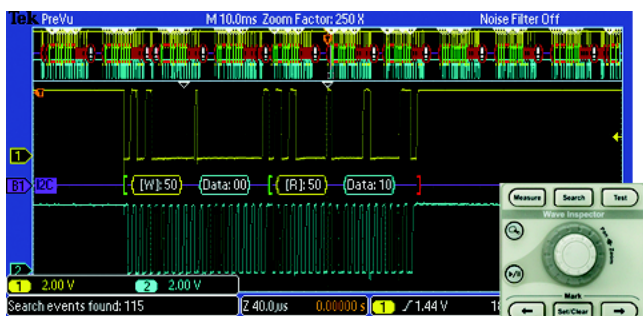 Tek PreVu M 10.0ms Zoom Factor: 250 X Noise Filter Off
1
B1 I2C [W]: 50 Data: 00 [R]: 50 Data: 10
2
1 2.00 V 2 2.00 V
Search events found: 115 Z 40.0µs 0.00000 s 1 1.44 V
Measure Search Test
Wave Inspector
Pan Zoom
Mark
← Set/Clear →